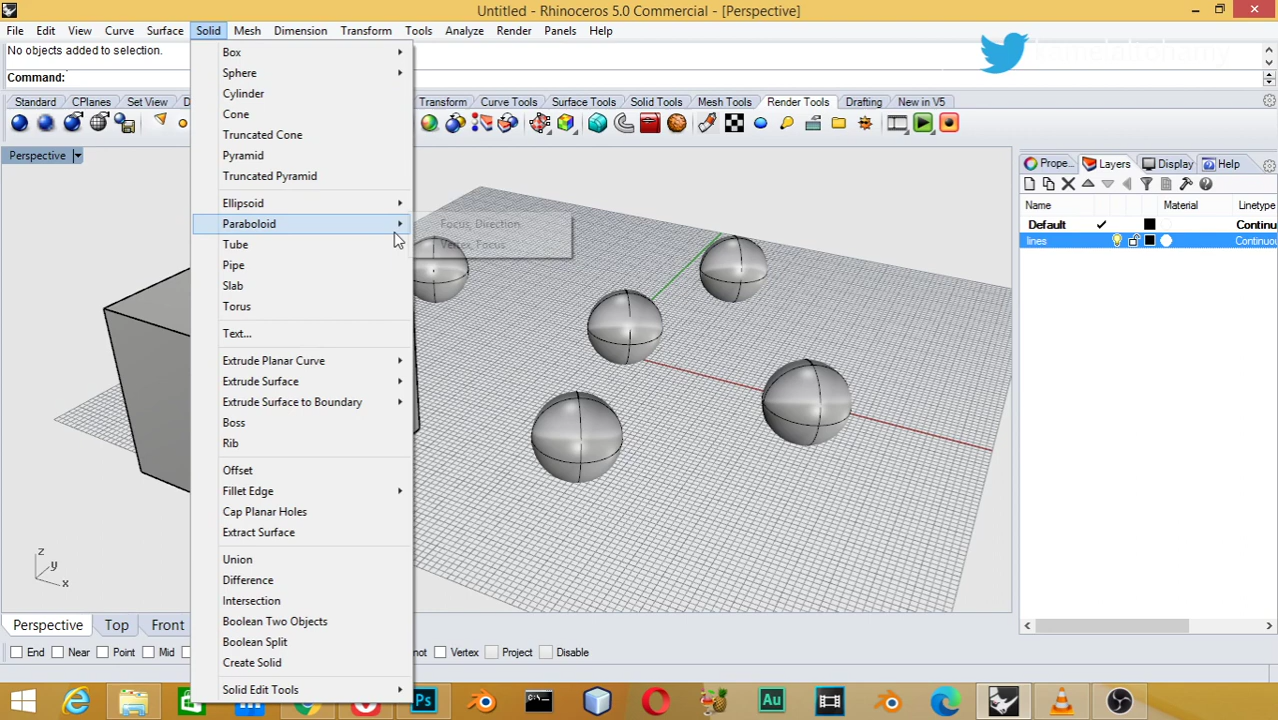 Untitled - Rhinoceros 5.0 Commercial - [Perspective]
File Edit View Curve Surface Solid Mesh Dimension Transform Tools Analyze Render Panels Help
No objects added to selection.
Command:
Standard CPlanes Set View D Transform Curve Tools Surface Tools Solid Tools Mesh Tools Render Tools Drafting New in V5
Perspective
Box
Sphere
Cylinder
Cone
Truncated Cone
Pyramid
Truncated Pyramid
Ellipsoid
Paraboloid
Tube
Pipe
Slab
Torus
Text...
Extrude Planar Curve
Extrude Surface
Extrude Surface to Boundary
Boss
Rib
Offset
Fillet Edge
Cap Planar Holes
Extract Surface
Union
Difference
Intersection
Boolean Two Objects
Boolean Split
Create Solid
Solid Edit Tools
Focus, Direction
Vertex, Focus
Prope... Layers Display Help
Name Material Linetype
Default Continu
lines Continuo
z
y
x
Perspective Top Front
End Near Point Mid not Vertex Project Disable
Ps Au